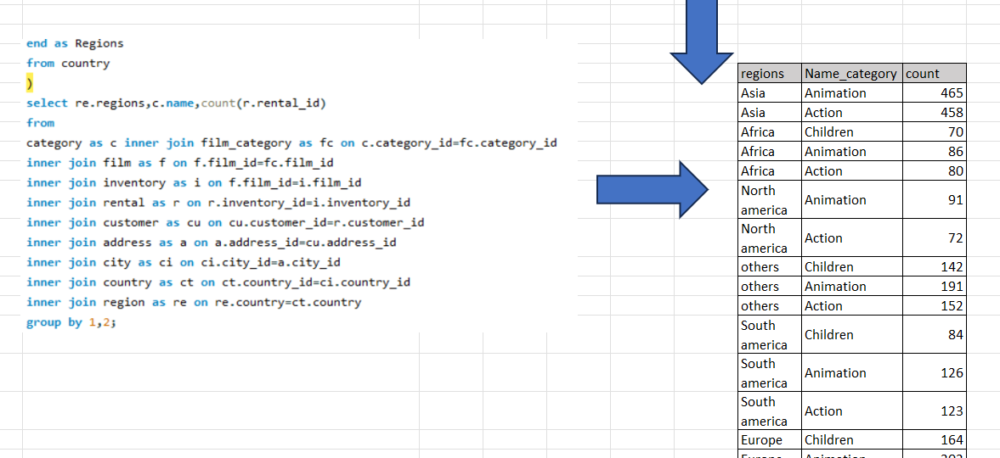 end as Regions
from country
)
select re.regions,c.name,count(r.rental_id)
from
category as c inner join film_category as fc on c.category_id=fc.category_id
inner join film as f on f.film_id=fc.film_id
inner join inventory as i on f.film_id=i.film_id
inner join rental as r on r.inventory_id=i.inventory_id
inner join customer as cu on cu.customer_id=r.customer_id
inner join address as a on a.address_id=cu.address_id
inner join city as ci on ci.city_id=a.city_id
inner join country as ct on ct.country_id=ci.country_id
inner join region as re on re.country=ct.country
group by 1,2;
regions Name_category count
Asia Animation 465
Asia Action 458
Africa Children 70
Africa Animation 86
Africa Action 80
North america Animation 91
North america Action 72
others Children 142
others Animation 191
others Action 152
South america Children 84
South america Animation 126
South america Action 123
Europe Children 164